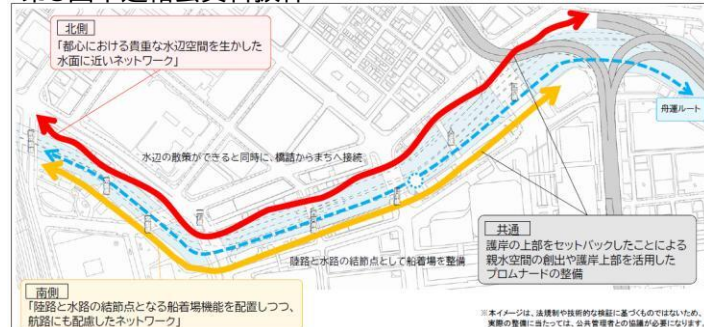 北側
「都心における貴重な水辺空間を生かした
水面に近いネットワーク」
舟運ルート
水辺の散策ができると同時に、橋詰からまちへ接続
共通
護岸の上部をセットバックしたことによる
親水空間の創出や護岸上部を活用した
プロムナードの整備
陸路と水路の結節点として船着場を整備
南側
「陸路と水路の結節点となる船着場機能を配置しつつ、
航路にも配慮したネットワーク」
※本イメージは、法規制や技術的な検証に基づくものではないため、
実際の整備に当たっては、公共管理者との協議が必要になります。